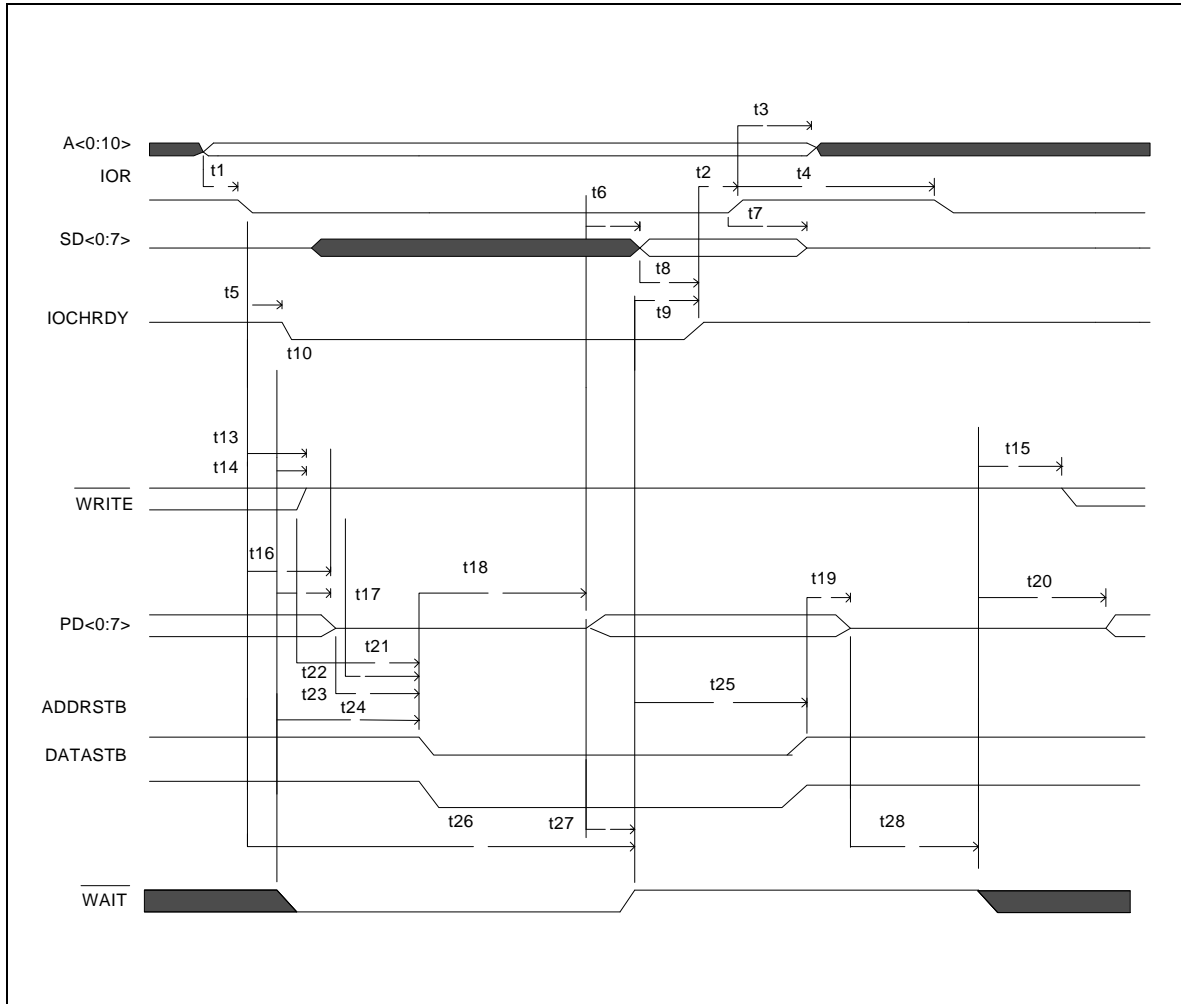 t3
A<0:10>
t1
t2
t4
IOR
t6
t7
SD<0:7>
t8
t5
t9
IOCHRDY
t10
t13
t15
t14
WRITE
t16
t18
t19
t17
t20
PD<0:7>
t21
t22
t23
t25
t24
ADDRSTB
DATASTB
t26
t27
t28
WAIT